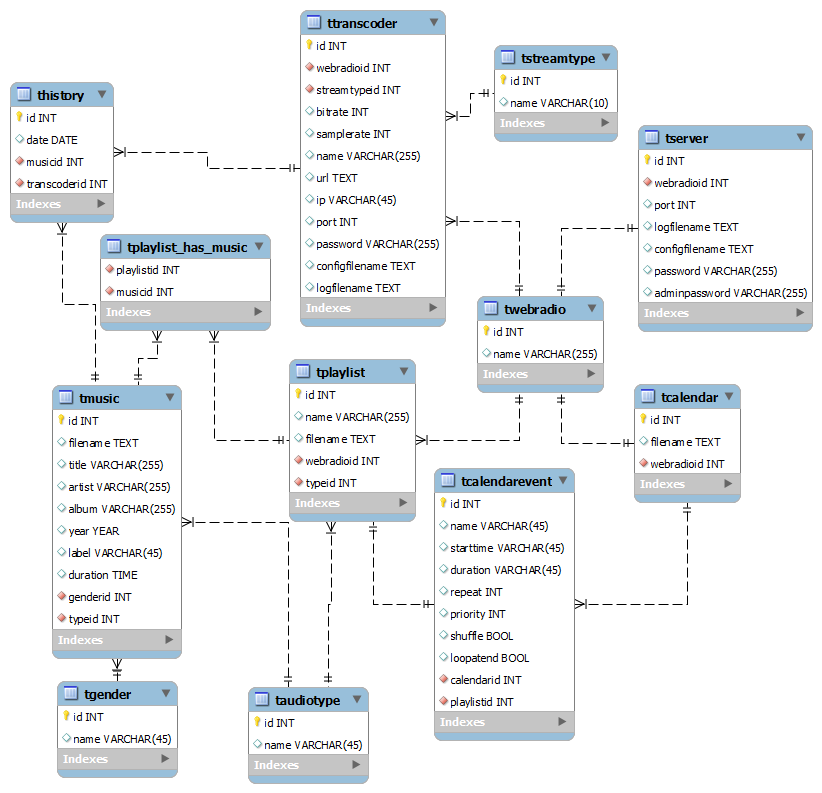 ttranscoder
id INT
webradioid INT
streamtypeid INT
bitrate INT
samplerate INT
name VARCHAR(255)
url TEXT
ip VARCHAR(45)
port INT
password VARCHAR(255)
configfilename TEXT
logfilename TEXT
Indexes
tstreamtype
id INT
name VARCHAR(10)
Indexes
thistory
id INT
date DATE
musicid INT
transcoderid INT
Indexes
tserver
id INT
webradioid INT
port INT
logfilename TEXT
configfilename TEXT
password VARCHAR(255)
adminpassword VARCHAR(255)
Indexes
tplaylist_has_music
playlistid INT
musicid INT
Indexes
twebradio
id INT
name VARCHAR(255)
Indexes
tplaylist
id INT
name VARCHAR(255)
filename TEXT
webradioid INT
typeid INT
Indexes
tmusic
id INT
filename TEXT
title VARCHAR(255)
artist VARCHAR(255)
album VARCHAR(255)
year YEAR
label VARCHAR(45)
duration TIME
genderid INT
typeid INT
Indexes
tcalendar
id INT
filename TEXT
webradioid INT
Indexes
tcalendarevent
id INT
name VARCHAR(45)
starttime VARCHAR(45)
duration VARCHAR(45)
repeat INT
priority INT
shuffle BOOL
loopatend BOOL
calendarid INT
playlistid INT
Indexes
tgender
id INT
name VARCHAR(45)
Indexes
taudiotype
id INT
name VARCHAR(45)
Indexes